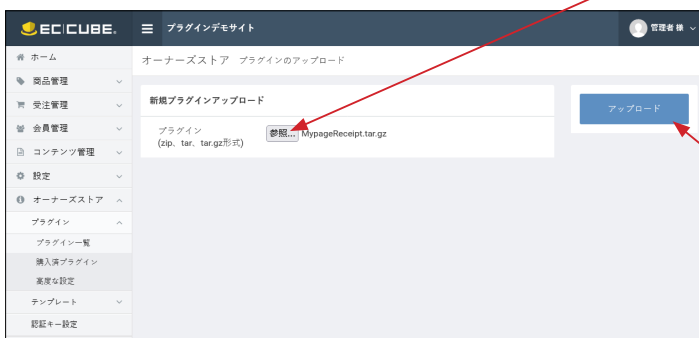 EC CUBE.
プラグインデモサイト
管理者 様
ホーム
オーナーズストア プラグインのアップロード
商品管理
受注管理
会員管理
コンテンツ管理
設定
オーナーズストア
プラグイン
プラグイン一覧
購入済プラグイン
高度な設定
テンプレート
認証キー設定
新規プラグインアップロード
プラグイン
(zip、tar、tar.gz形式)
参照... MypageReceipt.tar.gz
アップロード